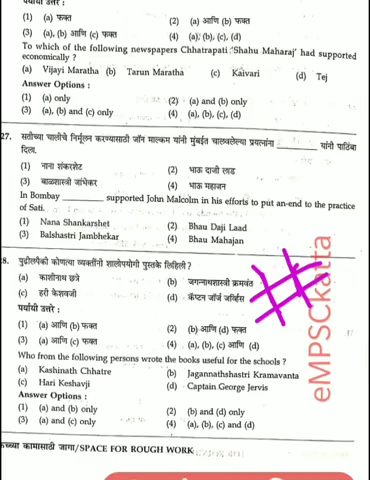 पर्यायी उत्तरे :
(1) (a) फक्त (2) (a) आणि (b) फक्त
(3) (a), (b) आणि (c) फक्त (4) (a), (b), (c), (d)
To which of the following newspapers Chhatrapati 'Shahu Maharaj' had supported
economically ?
(a) Vijayi Maratha (b) Tarun Maratha (c) Kaivari (d) Tej
Answer Options :
(1) (a) only (2) (a) and (b) only
(3) (a), (b) and (c) only (4) (a), (b), (c), (d)
27. सतीच्या चालीचे निर्मूलन करण्यासाठी जॉन माल्कम यांनी मुंबईत चालवलेल्या प्रयत्नांना ________ यांनी पाठिंबा
दिला.
(1) नाना शंकरशेट (2) भाऊ दाजी लाड
(3) बाळशास्त्री जांभेकर (4) भाऊ महाजन
In Bombay ________ supported John Malcolm in his efforts to put an-end to the practice
of Sati.
(1) Nana Shankarshet (2) Bhau Daji Laad
(3) Balshastri Jambhekar (4) Bhau Mahajan
8. पुढीलपैकी कोणत्या व्यक्तींनी शालोपयोगी पुस्तके लिहिली ?
(a) काशीनाथ छत्रे (b) जगन्नाथशास्त्री क्रमवंत
(c) हरी केशवजी (d) कॅप्टन जॉर्ज जर्विस
पर्यायी उत्तरे :
(1) (a) आणि (b) फक्त (2) (b) आणि (d) फक्त
(3) (a) आणि (c) फक्त (4) (a), (b), (c) आणि (d)
Who from the following persons wrote the books useful for the schools ?
(a) Kashinath Chhatre (b) Jagannathshastri Kramavanta
(c) Hari Keshavji (d) Captain George Jervis
Answer Options :
(1) (a) and (b) only (2) (b) and (d) only
(3) (a) and (c) only (4) (a), (b), (c) and (d)
कच्च्या कामासाठी जागा/SPACE FOR ROUGH WORK
#eMPSCkatta